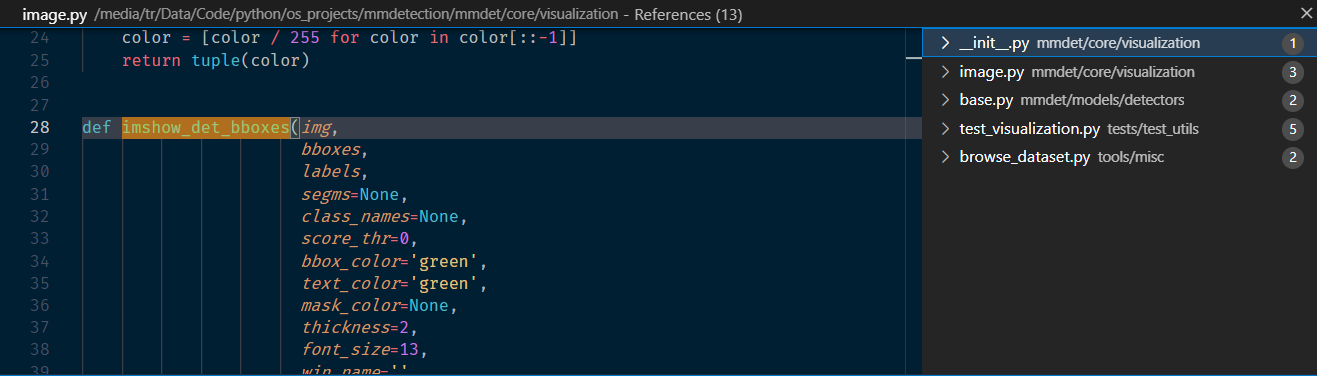 image.py /media/tr/Data/Code/python/os_projects/mmdetection/mmdet/core/visualization - References (13)
24 color = [color / 255 for color in color[::-1]]
25 return tuple(color)
26
27
28 def imshow_det_bboxes(img,
29 bboxes,
30 labels,
31 segms=None,
32 class_names=None,
33 score_thr=0,
34 bbox_color='green',
35 text_color='green',
36 mask_color=None,
37 thickness=2,
38 font_size=13,
39 win_name=''
__init__.py mmdet/core/visualization 1
image.py mmdet/core/visualization 3
base.py mmdet/models/detectors 2
test_visualization.py tests/test_utils 5
browse_dataset.py tools/misc 2